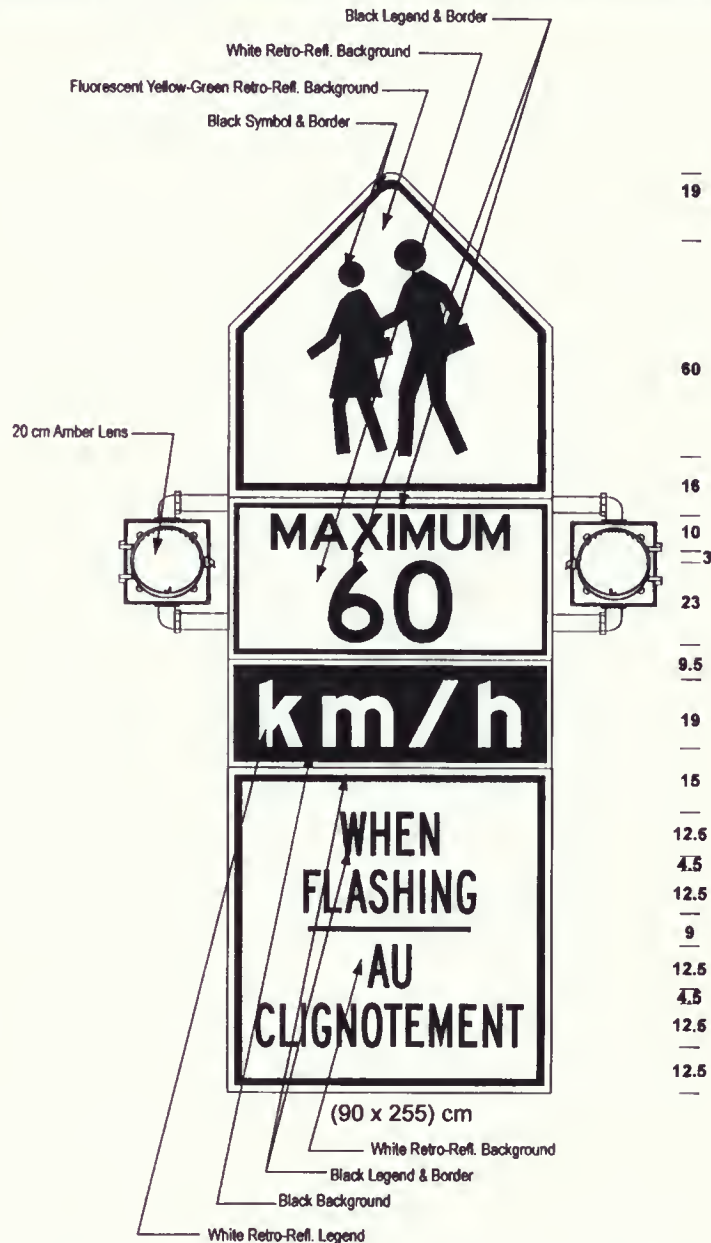 Black Legend & Border
White Retro-Refl. Background
Fluorescent Yellow-Green Retro-Refl. Background
Black Symbol & Border
19
60
20 cm Amber Lens
16
MAXIMUM
10
3
60
23
9.5
km/h
19
15
WHEN
12.5
4.5
FLASHING
12.5
9
AU
12.5
4.5
CLIGNOTEMENT
12.5
12.5
(90 x 255) cm
White Retro-Refl. Background
Black Legend & Border
Black Background
White Retro-Refl. Legend